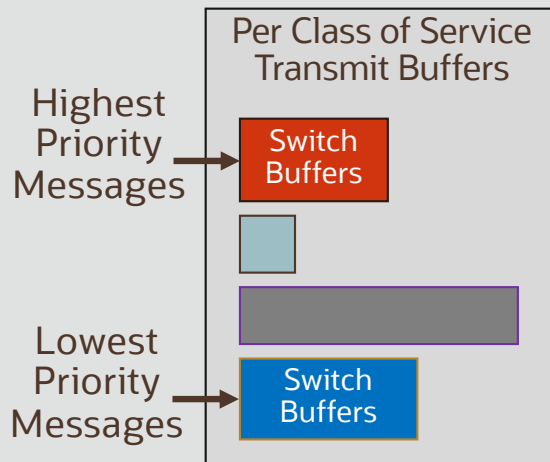 Per Class of Service
Transmit Buffers
Highest
Priority
Messages
Switch
Buffers
Lowest
Priority
Messages
Switch
Buffers